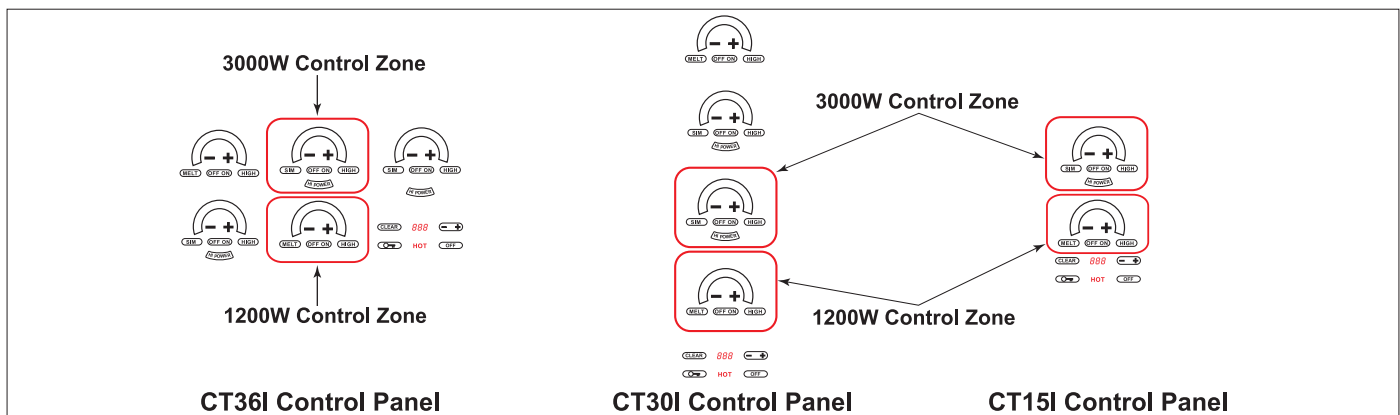 3000W Control Zone
MELT OFF ON HIGH
SIM OFF ON HIGH
HI POWER
SIM OFF ON HIGH
HI POWER
SIM OFF ON HIGH
HI POWER
MELT OFF ON HIGH
CLEAR 888 - +
HOT OFF
1200W Control Zone
CT36I Control Panel
MELT OFF ON HIGH
SIM OFF ON HIGH
HI POWER
SIM OFF ON HIGH
HI POWER
MELT OFF ON HIGH
CLEAR 888 - +
HOT OFF
CT30I Control Panel
3000W Control Zone
1200W Control Zone
SIM OFF ON HIGH
HI POWER
MELT OFF ON HIGH
CLEAR 888 - +
HOT OFF
CT15I Control Panel